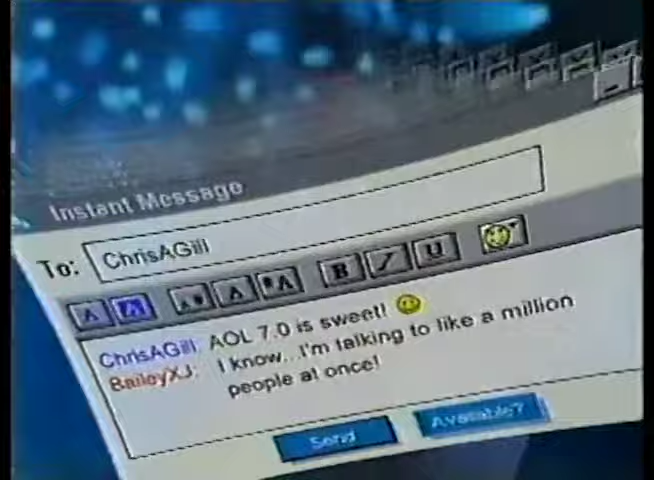 Instant Message
To: ChrisAGill
A A A A A B / U
ChrisAGill: AOL 7.0 is sweet!
BaileyXJ: I know.. I'm talking to like a million
people at once!
Send
Available?